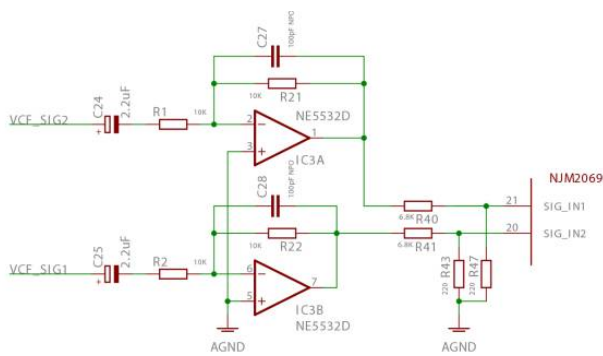 C27
100pF NPO
C24
2.2uF
R1
10K
10K
R21
VCF_SIG2
+
NE5532D
2
-
1
3
+
IC3A
NJM2069
C28
100pF NPO
21
SIG_IN1
6.8K
R40
20
SIG_IN2
6.8K
R41
C25
2.2uF
R2
10K
10K
R22
VCF_SIG1
+
6
-
7
5
+
IC3B
NE5532D
R43
220
R47
220
AGND
AGND